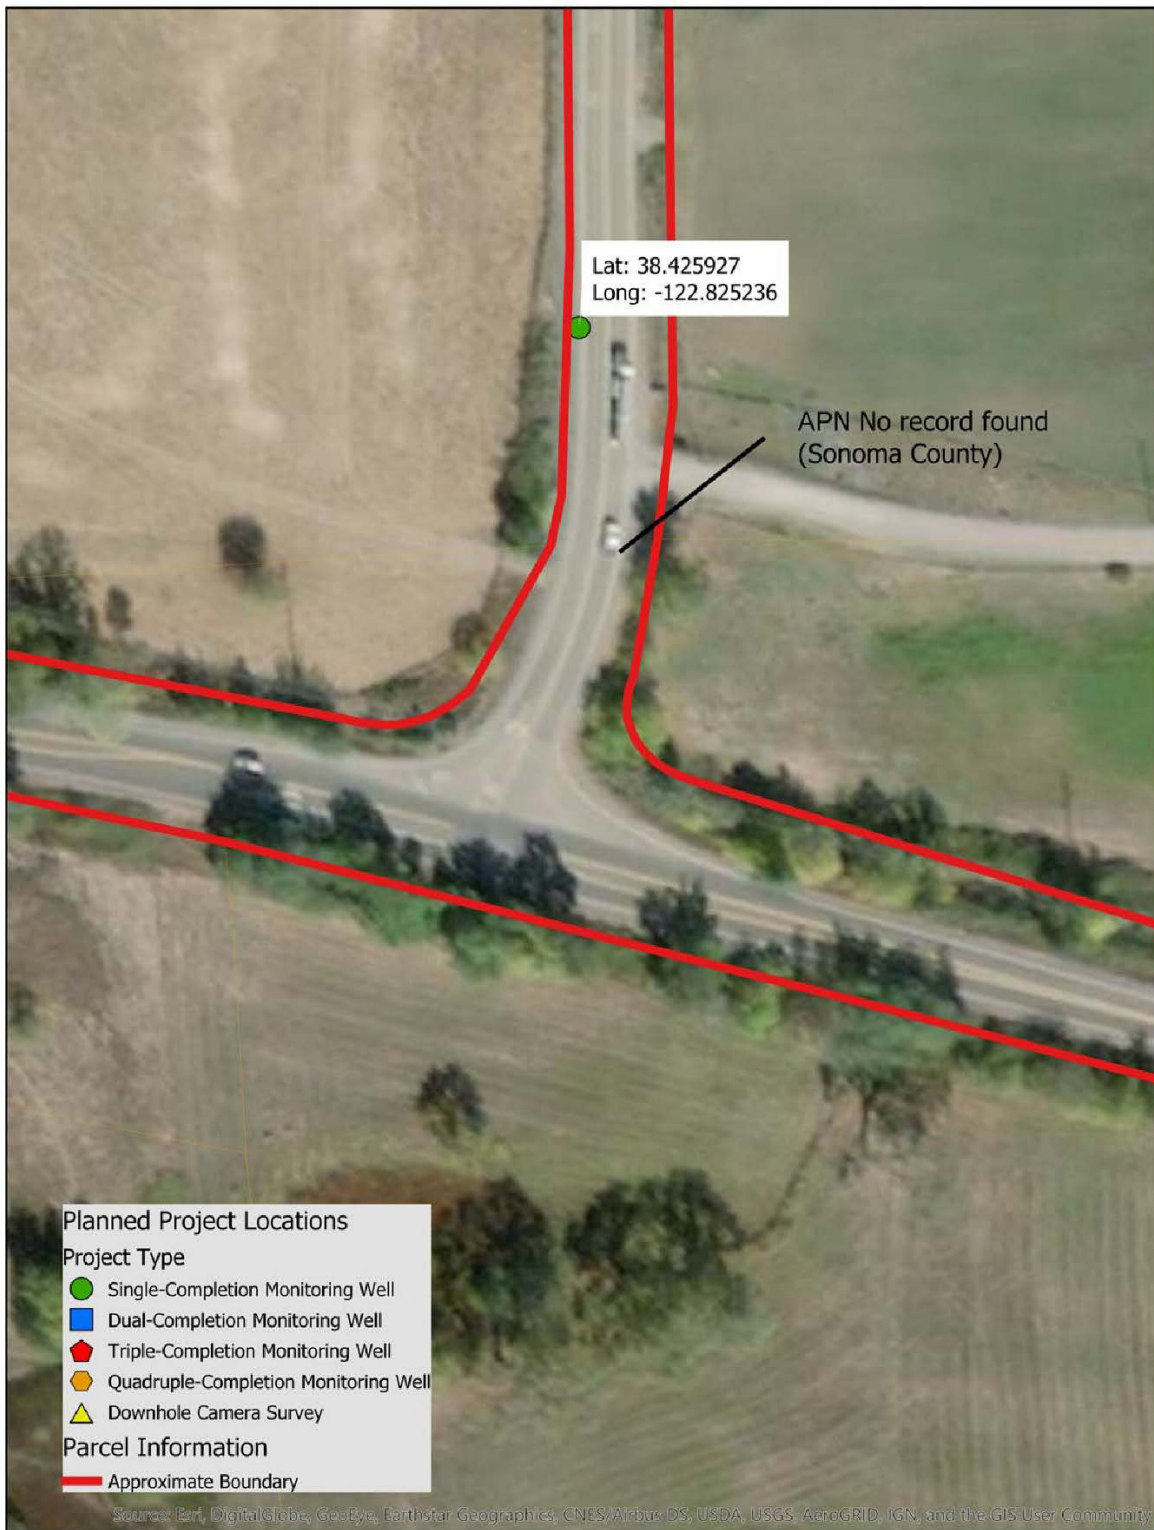 Lat: 38.425927
Long: -122.825236
APN No record found
(Sonoma County)
Planned Project Locations
Project Type
Single-Completion Monitoring Well
Dual-Completion Monitoring Well
Triple-Completion Monitoring Well
Quadruple-Completion Monitoring Well
Downhole Camera Survey
Parcel Information
Approximate Boundary
Source: Esri, DigitalGlobe, GeoEye, Earthstar Geographics, CNES/Airbus DS, USDA, USGS, AeroGRID, IGN, and the GIS User Community